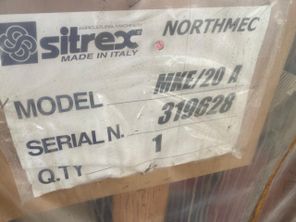 AGRICULTURAL MACHINERY
sitrex NORTHMEC
MADE IN ITALY
MODEL MKE/20 A
SERIAL N. 319628
Q.TY 1